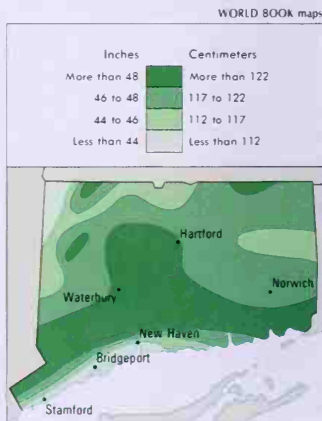 WORLD BOOK maps
Inches Centimeters
More than 48 More than 122
46 to 48 117 to 122
44 to 46 112 to 117
Less than 44 Less than 112
Hartford
Waterbury
Norwich
New Haven
Bridgeport
Stamford